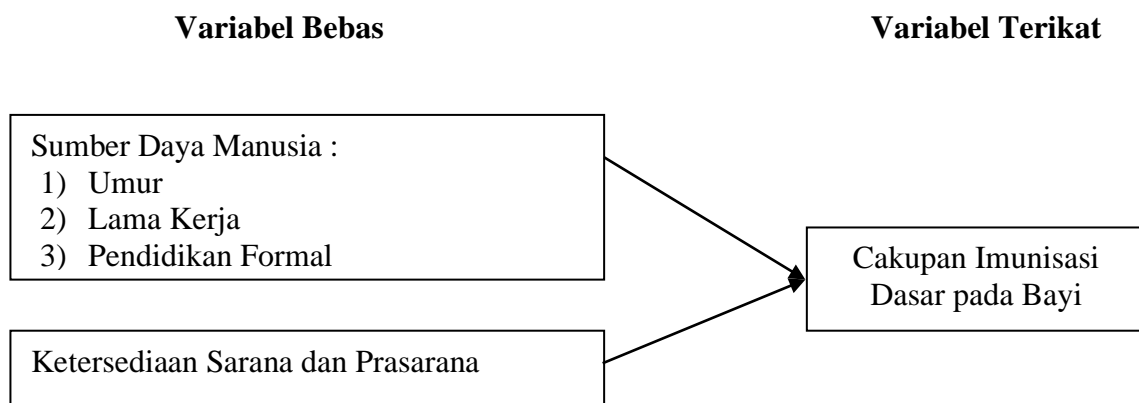 Variabel Bebas
Variabel Terikat
Sumber Daya Manusia :
1) Umur
2) Lama Kerja
3) Pendidikan Formal
Cakupan Imunisasi
Dasar pada Bayi
Ketersediaan Sarana dan Prasarana